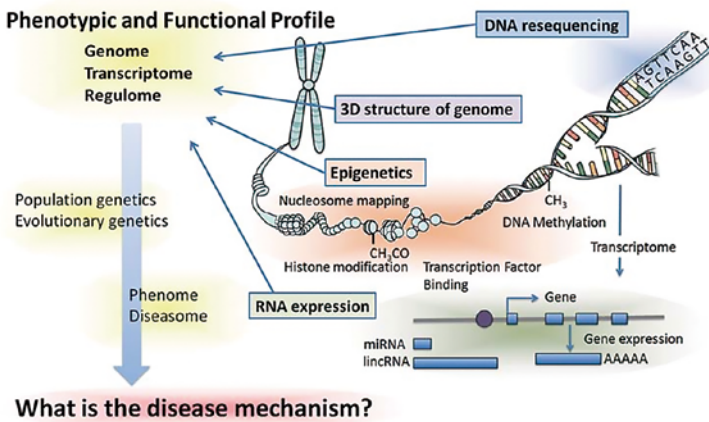 Phenotypic and Functional Profile
DNA resequencing
Genome
Transcriptome
Regulome
AGTTCAA
TCAAGTT
3D structure of genome
Epigenetics
Population genetics
Evolutionary genetics
Nucleosome mapping
CH3
DNA Methylation
CH3CO
Histone modification
Transcription Factor
Binding
Transcriptome
Phenome
Diseasome
RNA expression
Gene
Gene expression
miRNA
lincRNA
AAAAA
What is the disease mechanism?